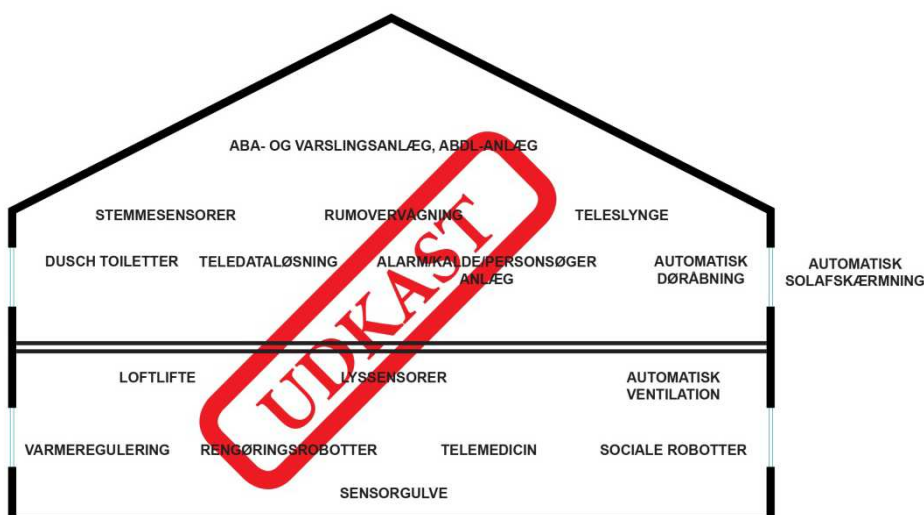 ABA- OG VARSLINGSANLÆG, ABDL-ANLÆG
STEMMESENSORER
RUMOVERVÅGNING
TELESLYNGE
DUSCH TOILETTER
TELEDATALØSNING
ALARM/KALDE/PERSONSØGER
ANLÆG
AUTOMATISK
DØRÅBNING
AUTOMATISK
SOLAFSKÆRMNING
UDKAST
LOFTLIFTE
LYSSENSORER
AUTOMATISK
VENTILATION
VARMEREGULERING
RENGØRINGSROBOTTER
TELEMEDICIN
SOCIALE ROBOTTER
SENSORGULVE